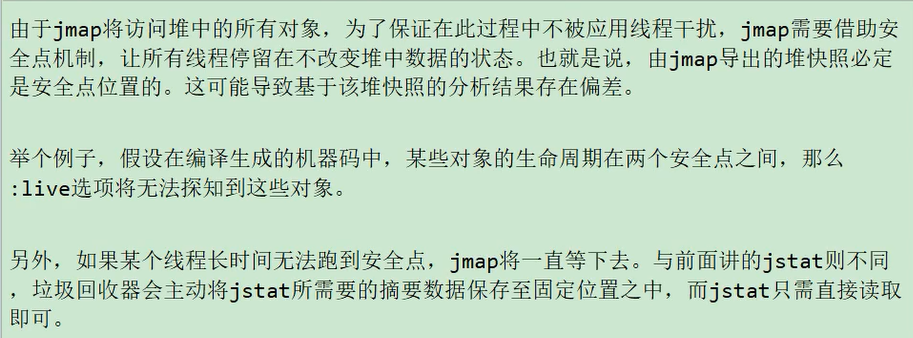 由于jmap将访问堆中的所有对象，为了保证在此过程中不被应用线程干扰，jmap需要借助安
全点机制，让所有线程停留在不改变堆中数据的状态。也就是说，由jmap导出的堆快照必定
是安全点位置的。这可能导致基于该堆快照的分析结果存在偏差。
举个例子，假设在编译生成的机器码中，某些对象的生命周期在两个安全点之间，那么
:live选项将无法探知到这些对象。
另外，如果某个线程长时间无法跑到安全点，jmap将一直等下去。与前面讲的jstat则不同
，垃圾回收器会主动将jstat所需要的摘要数据保存至固定位置之中，而jstat只需直接读取
即可。